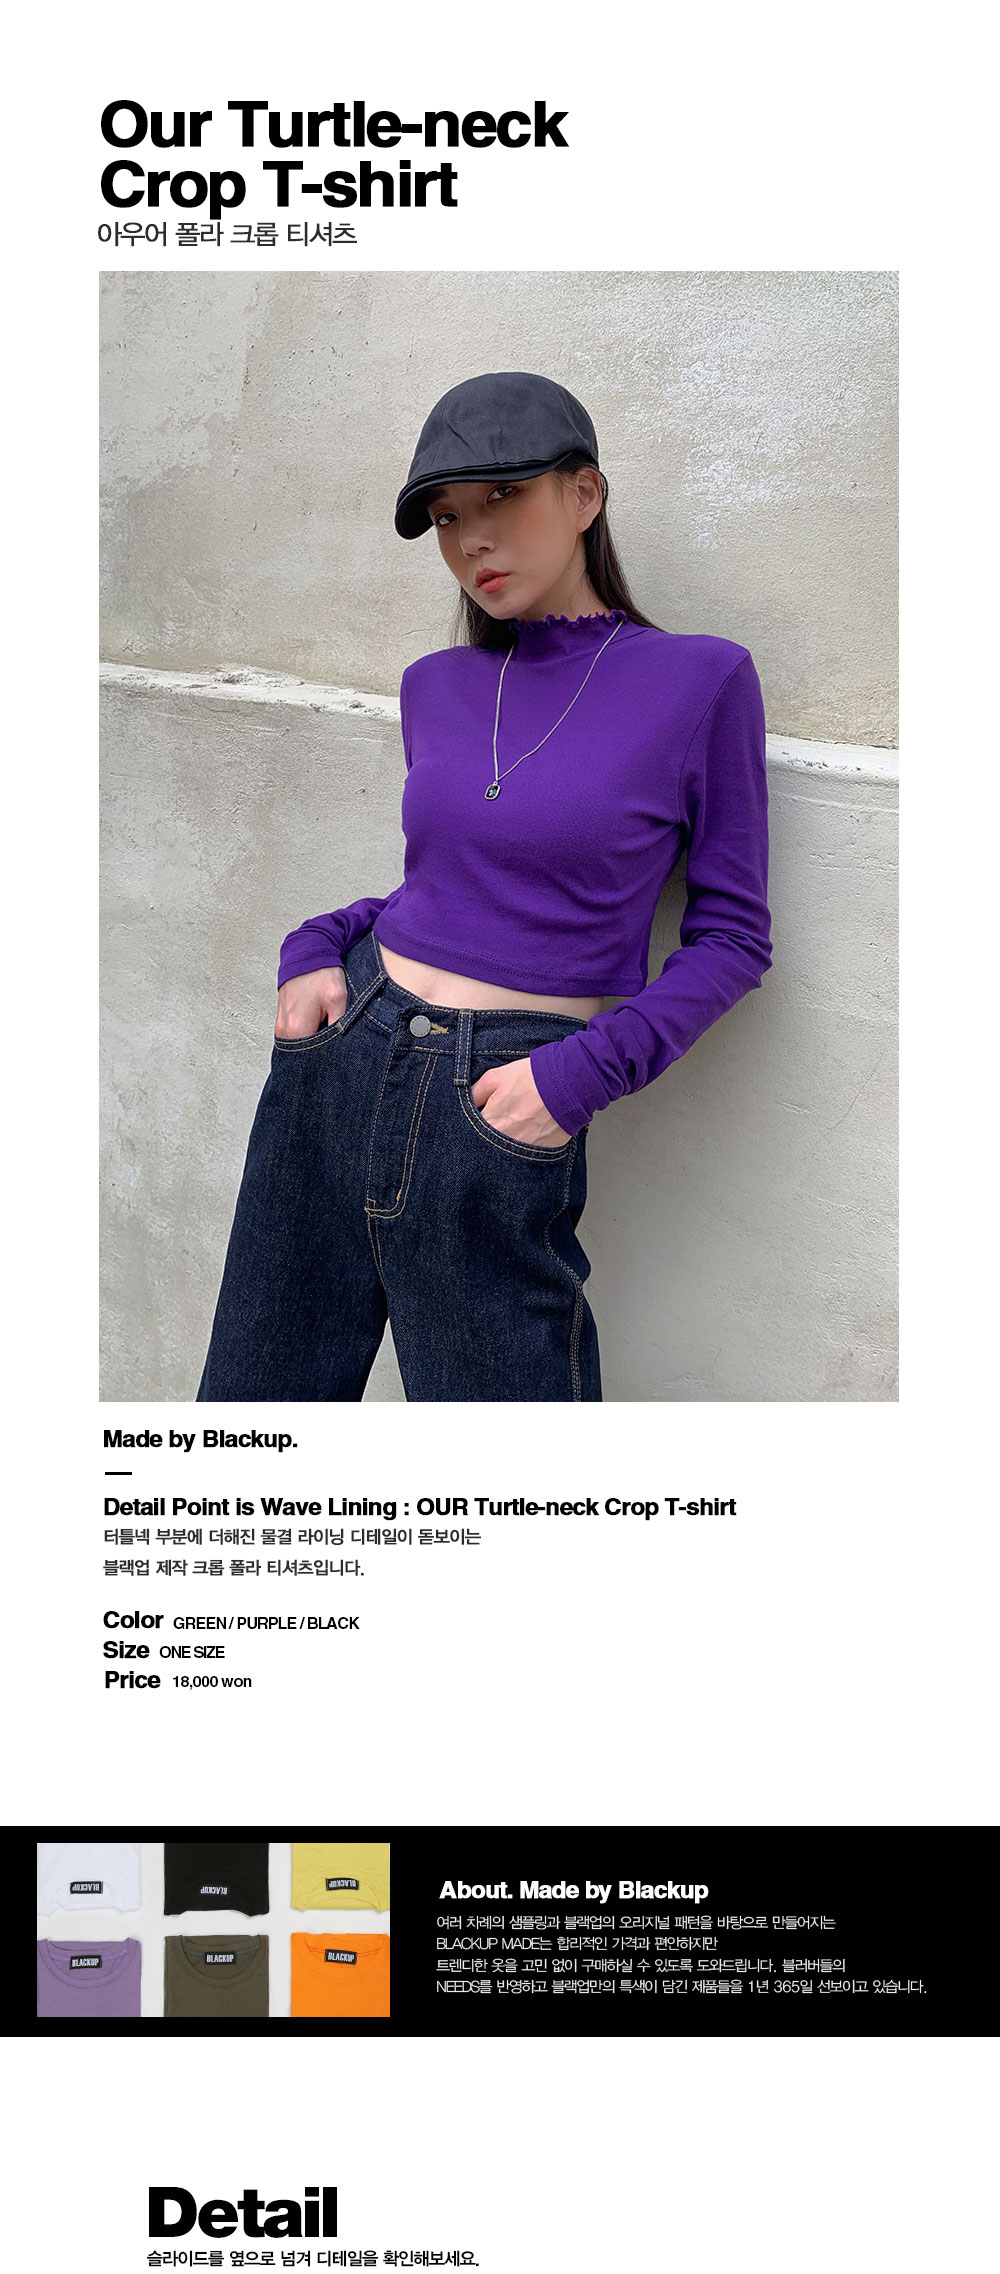 Our Turtle-neck
Crop T-shirt
아우어 폴라 크롭 티셔츠
Made by Blackup.
Detail Point is Wave Lining : OUR Turtle-neck Crop T-shirt
터틀넥 부분에 더해진 물결 라이닝 디테일이 돋보이는
블랙업 제작 크롭 폴라 티셔츠입니다.
Color GREEN / PURPLE / BLACK
Size ONE SIZE
Price 18,000 won
BLACKUP BLACKUP BLACKUP
BLACKUP BLACKUP BLACKUP
About. Made by Blackup
여러 차례의 샘플링과 블랙업의 오리지널 패턴을 바탕으로 만들어지는
BLACKUP MADE는 합리적인 가격과 편안하지만
트렌디한 옷을 고민 없이 구매하실 수 있도록 도와드립니다. 블러버들의
NEEDS를 반영하고 블랙업만의 특색이 담긴 제품들을 1년 365일 선보이고 있습니다.
Detail
슬라이드를 옆으로 넘겨 디테일을 확인해보세요.